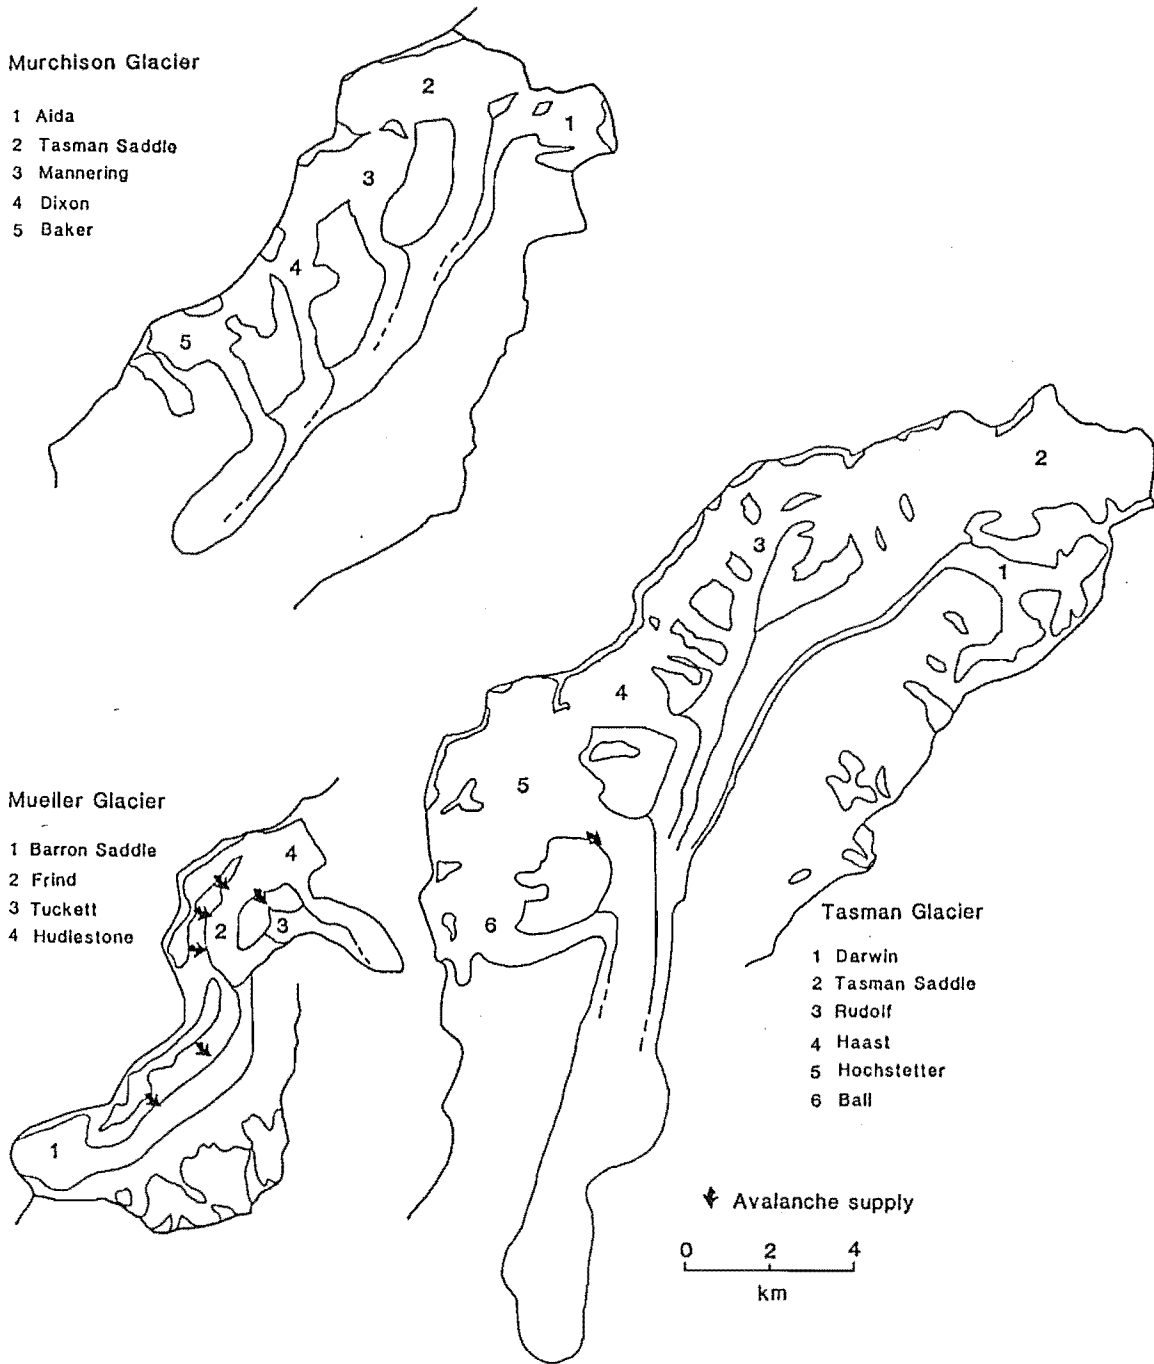 Murchison Glacier
1 Aida
2 Tasman Saddle
3 Mannering
4 Dixon
5 Baker
2
1
3
4
5
2
3
1
4
5
6
Mueller Glacier
1 Barron Saddle
2 Frind
3 Tuckett
4 Hudlestone
4
2
3
1
Tasman Glacier
1 Darwin
2 Tasman Saddle
3 Rudolf
4 Haast
5 Hochstetter
6 Ball
Avalanche supply
0 2 4
km